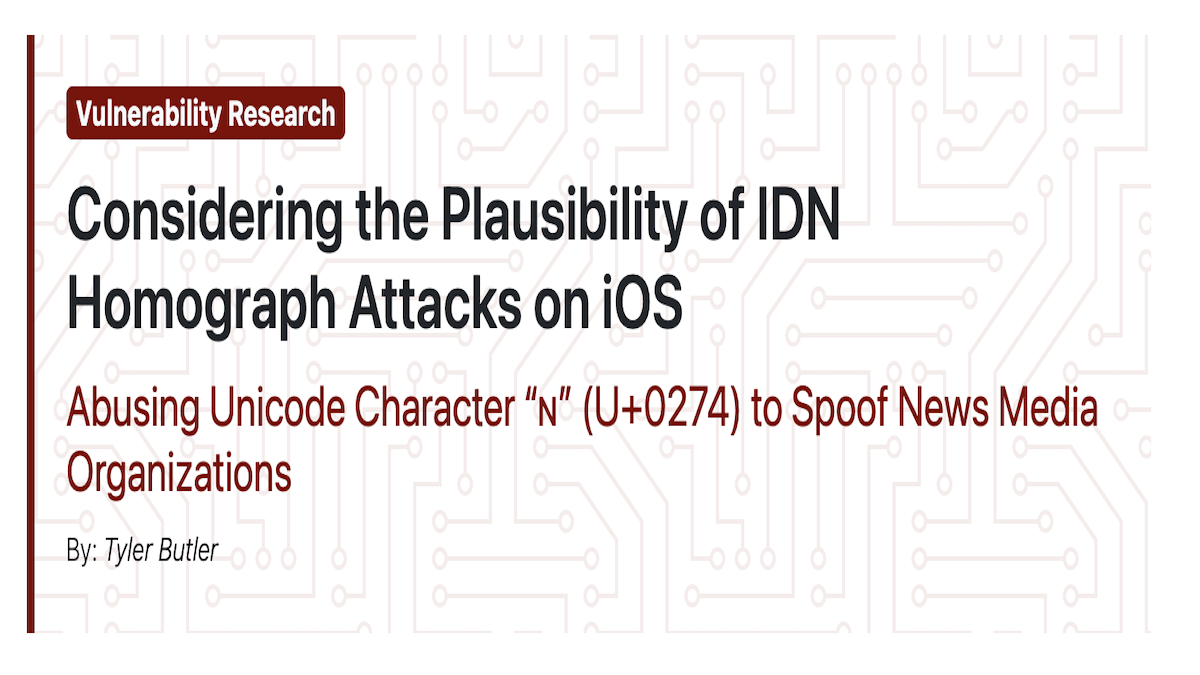 Vulnerability Research
Considering the Plausibility of IDN
Homograph Attacks on iOS
Abusing Unicode Character “ɴ” (U+0274) to Spoof News Media
Organizations
By: Tyler Butler